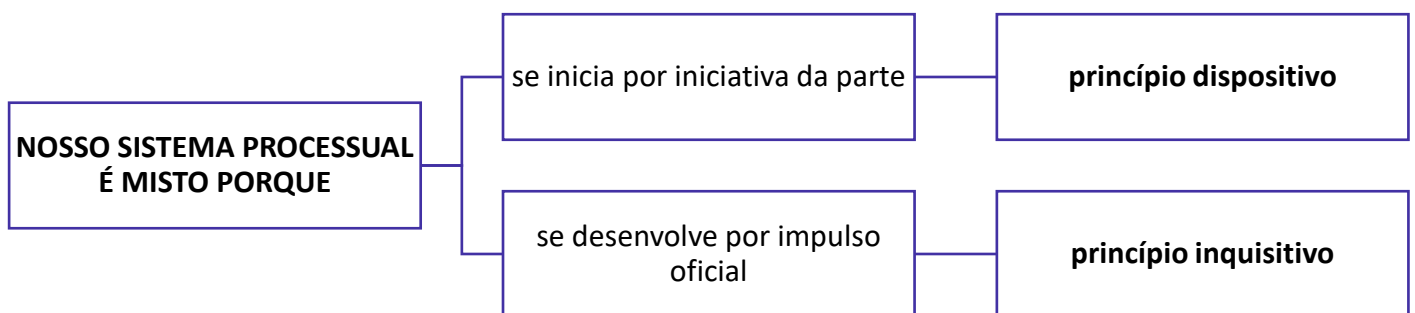 NOSSO SISTEMA PROCESSUAL
É MISTO PORQUE
se inicia por iniciativa da parte
princípio dispositivo
se desenvolve por impulso
oficial
princípio inquisitivo